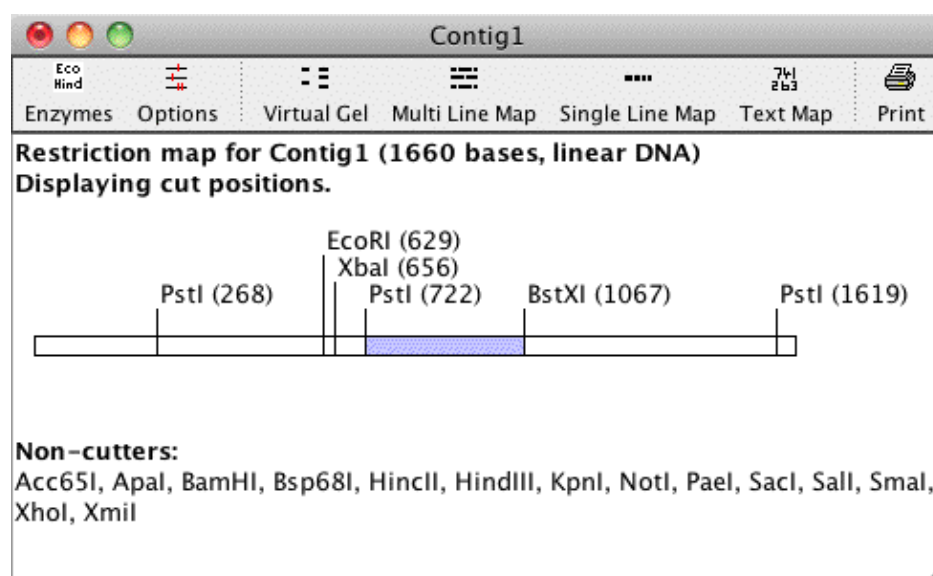 Contig1
Eco
Hind
Enzymes Options Virtual Gel Multi Line Map Single Line Map Text Map Print
Restriction map for Contig1 (1660 bases, linear DNA)
Displaying cut positions.
EcoRI (629)
XbaI (656)
PstI (268) PstI (722) BstXI (1067) PstI (1619)
Non-cutters:
Acc65I, ApaI, BamHI, Bsp68I, HincII, HindIII, KpnI, NotI, PaeI, SacI, SalI, SmaI,
XhoI, XmiI